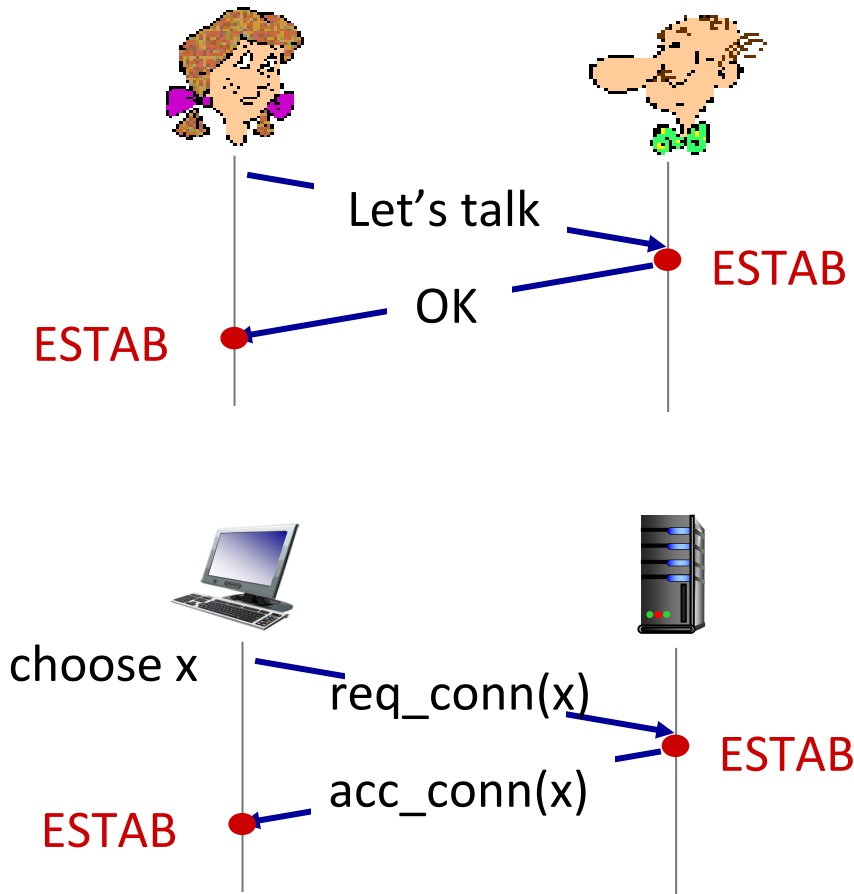 Let’s talk
ESTAB
OK
ESTAB
choose x
req_conn(x)
ESTAB
acc_conn(x)
ESTAB